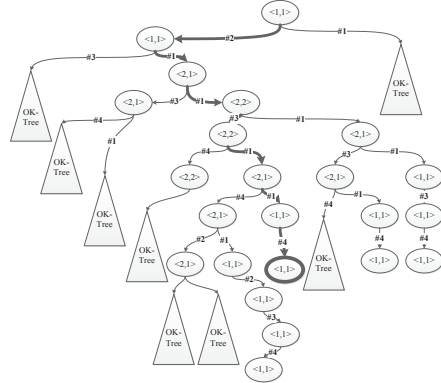 <1,1>
#2 #1
<1,1>
#3 #1
<2,1>
OK-
Tree
#3 #1
OK-
Tree
<2,1> <2,2>
#4 #1 #3 #1
OK-
Tree
<2,2> <2,1>
#4 #1 #3 #1
OK-
Tree
<2,2> <2,1> <2,1> <1,1>
#4 #1 #4 #1 #3
OK-
Tree
<2,1> <1,1> <1,1> <1,1>
#2 #1 #4 #4 #4
OK-
Tree
<2,1> <1,1> <1,1> <1,1> <1,1>
#2
<1,1>
OK-
Tree
OK-
Tree
#3
<1,1>
#4
<1,1>